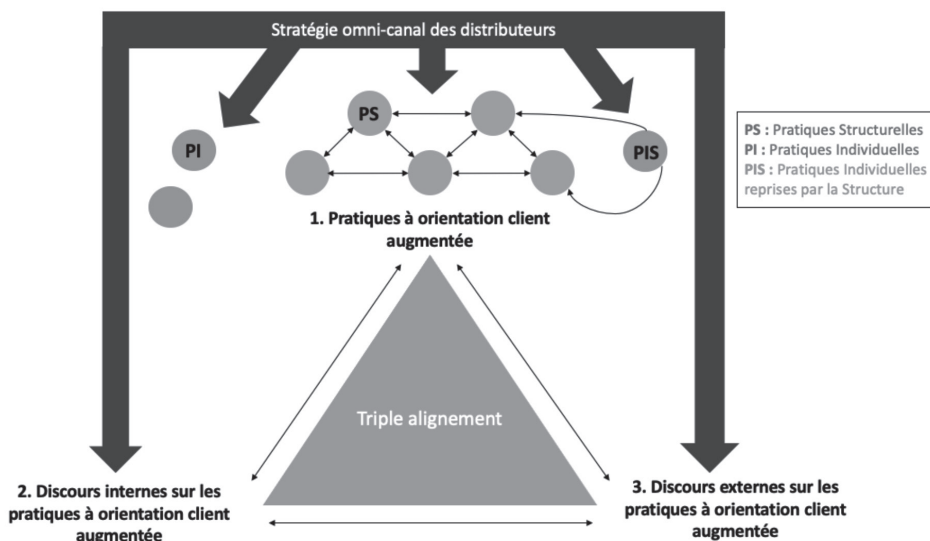 Stratégie omni-canal des distributeurs
PS
PI
PIS
PS : Pratiques Structurelles
PI : Pratiques Individuelles
PIS : Pratiques Individuelles
reprises par la Structure
1. Pratiques à orientation client
augmentée
Triple alignement
2. Discours internes sur les
pratiques à orientation client
augmentée
3. Discours externes sur les
pratiques à orientation client
augmentée